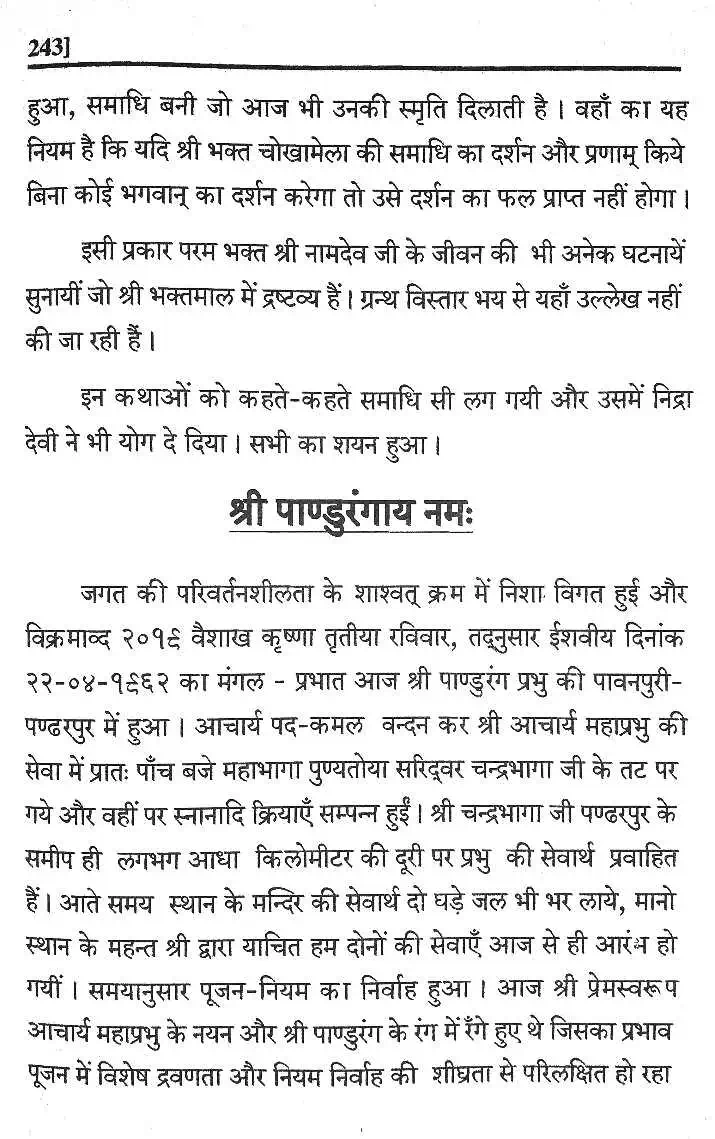 243]
हुआ, समाधि बनी जो आज भी उनकी स्मृति दिलाती है । वहाँ का यह
नियम है कि यदि श्री भक्त चोखामेला की समाधि का दर्शन और प्रणाम् किये
बिना कोई भगवान् का दर्शन करेगा तो उसे दर्शन का फल प्राप्त नहीं होगा ।
इसी प्रकार परम भक्त श्री नामदेव जी के जीवन की भी अनेक घटनायें
सुनायीं जो श्री भक्तमाल में द्रष्टव्य हैं । ग्रन्थ विस्तार भय से यहाँ उल्लेख नहीं
की जा रही हैं ।
इन कथाओं को कहते-कहते समाधि सी लग गयी और उसमें निद्रा
देवी ने भी योग दे दिया । सभी का शयन हुआ ।
श्री पाण्डुरंगाय नमः
जगत की परिवर्तनशीलता के शाश्वत् क्रम में निशा विगत हुई और
विक्रमाव्द २०१९ वैशाख कृष्णा तृतीया रविवार, तद्नुसार ईशवीय दिनांक
२२-०४-१९६२ का मंगल - प्रभात आज श्री पाण्डुरंग प्रभु की पावनपुरी-
पण्ढरपुर में हुआ । आचार्य पद-कमल वन्दन कर श्री आचार्य महाप्रभु की
सेवा में प्रातः पाँच बजे महाभागा पुण्यतोया सरिद्वर चन्द्रभागा जी के तट पर
गये और वहीं पर स्नानादि क्रियाएँ सम्पन्न हुईं । श्री चन्द्रभागा जी पण्ढरपुर के
समीप ही लगभग आधा किलोमीटर की दूरी पर प्रभु की सेवार्थ प्रवाहित
हैं । आते समय स्थान के मन्दिर की सेवार्थ दो घड़े जल भी भर लाये, मानो
स्थान के महन्त श्री द्वारा याचित हम दोनों की सेवाएँ आज से ही आरंभ हो
गयीं । समयानुसार पूजन-नियम का निर्वाह हुआ । आज श्री प्रेमस्वरूप
आचार्य महाप्रभु के नयन और श्री पाण्डुरंग के रंग में रँगे हुए थे जिसका प्रभाव
पूजन में विशेष द्रवणता और नियम निर्वाह की शीघ्रता से परिलक्षित हो रहा